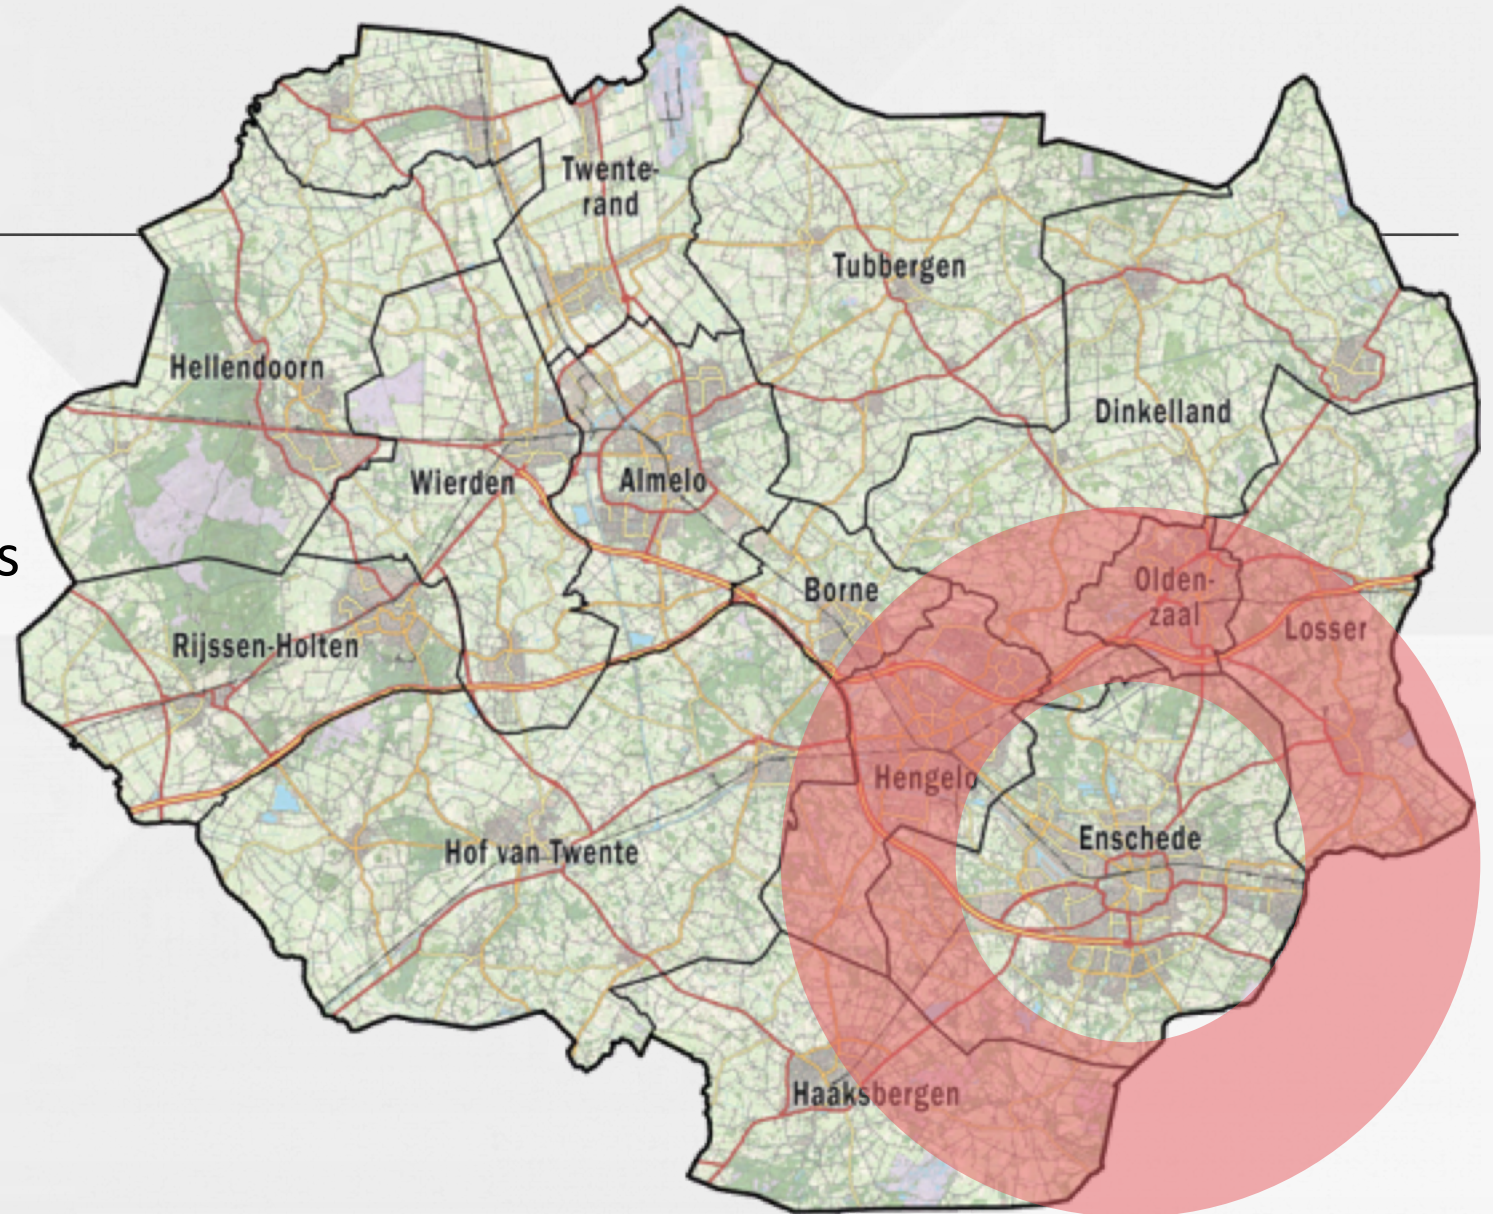 Twente-
rand
Tubbergen
Hellendoorn
Dinkelland
Wierden
Almelo
s
Borne
Olden-
zaal
Losser
Rijssen-Holten
Hengelo
Enschede
Hof van Twente
Haaksbergen